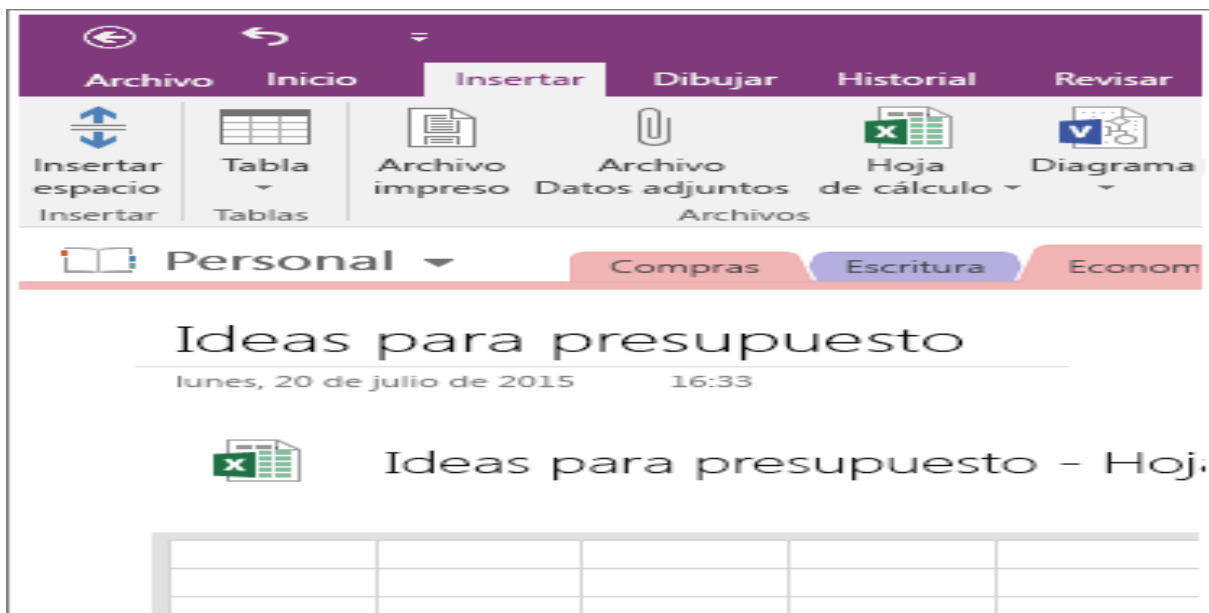 Archivo Inicio Insertar Dibujar Historial Revisar
Insertar espacio Tabla Archivo impreso Archivo Datos adjuntos Hoja de cálculo Diagrama
Insertar Tablas Archivos
Personal Compras Escritura Econom
Ideas para presupuesto
lunes, 20 de julio de 2015 16:33
Ideas para presupuesto - Hoj